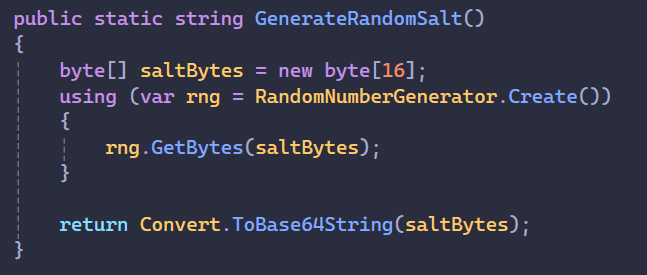 public static string GenerateRandomSalt()
{
    byte[] saltBytes = new byte[16];
    using (var rng = RandomNumberGenerator.Create())
    {
        rng.GetBytes(saltBytes);
    }

    return Convert.ToBase64String(saltBytes);
}